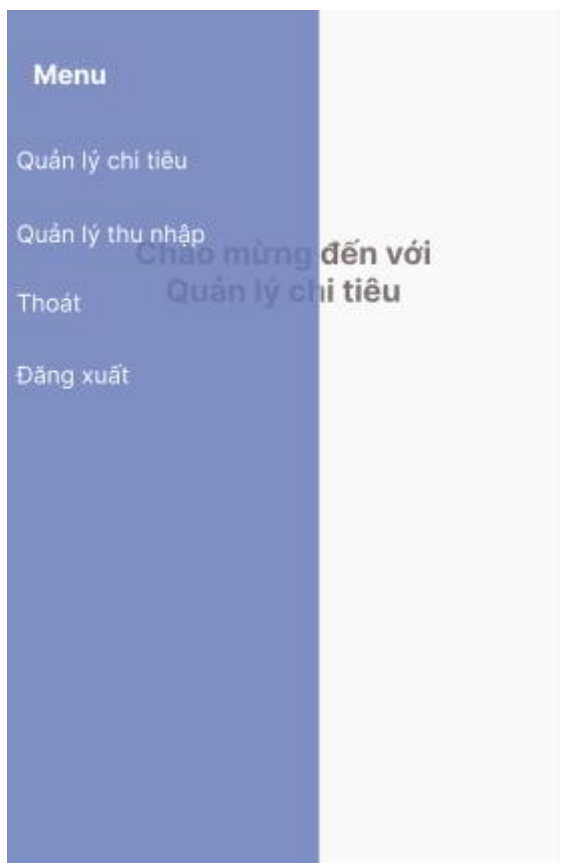 Menu
Quản lý chi tiêu
Quản lý thu nhập
Chào mừng đến với
Quản lý chi tiêu
Thoát
Đăng xuất